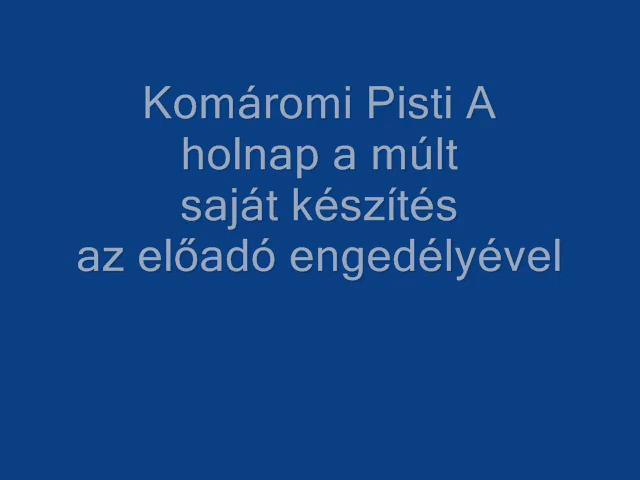 Komáromi Pisti A
holnap a múlt
saját készítés
az előadó engedélyével